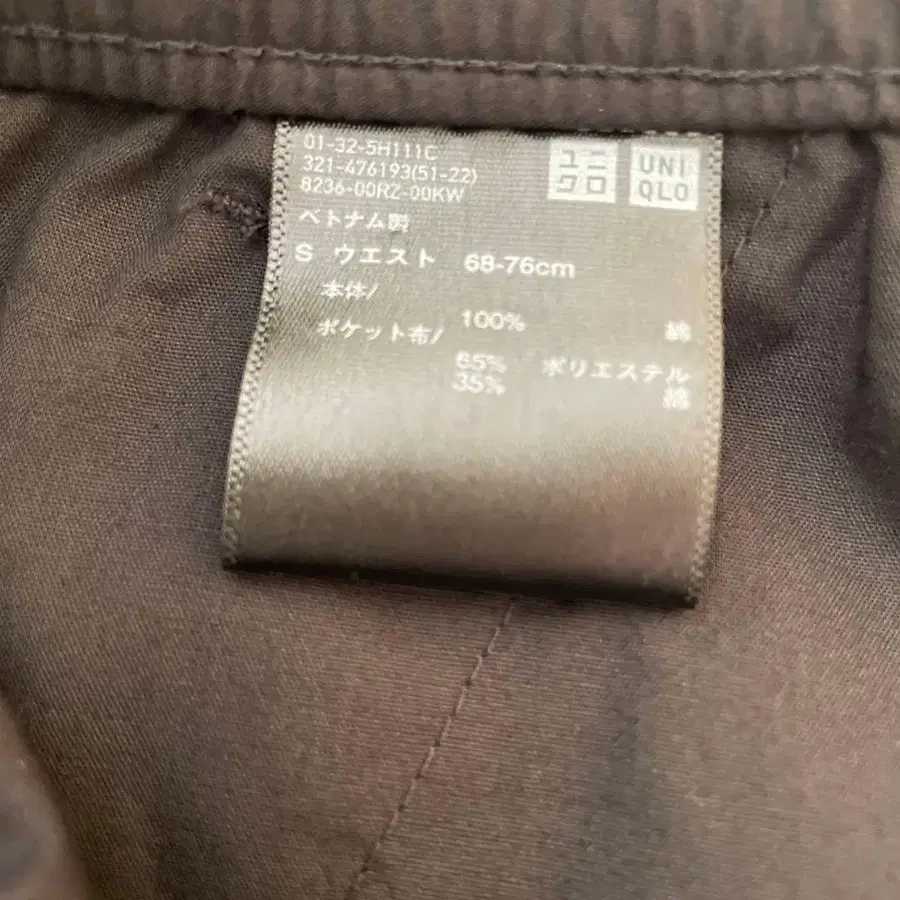 01-32-5H111C
321-476193(51-22)
8236-00RZ-00KW
ユニ
クロ
UNI
QLO
ベトナム製
S ウエスト 68-76cm
本体/
100% 綿
ポケット布/
65% ポリエステル
35% 綿